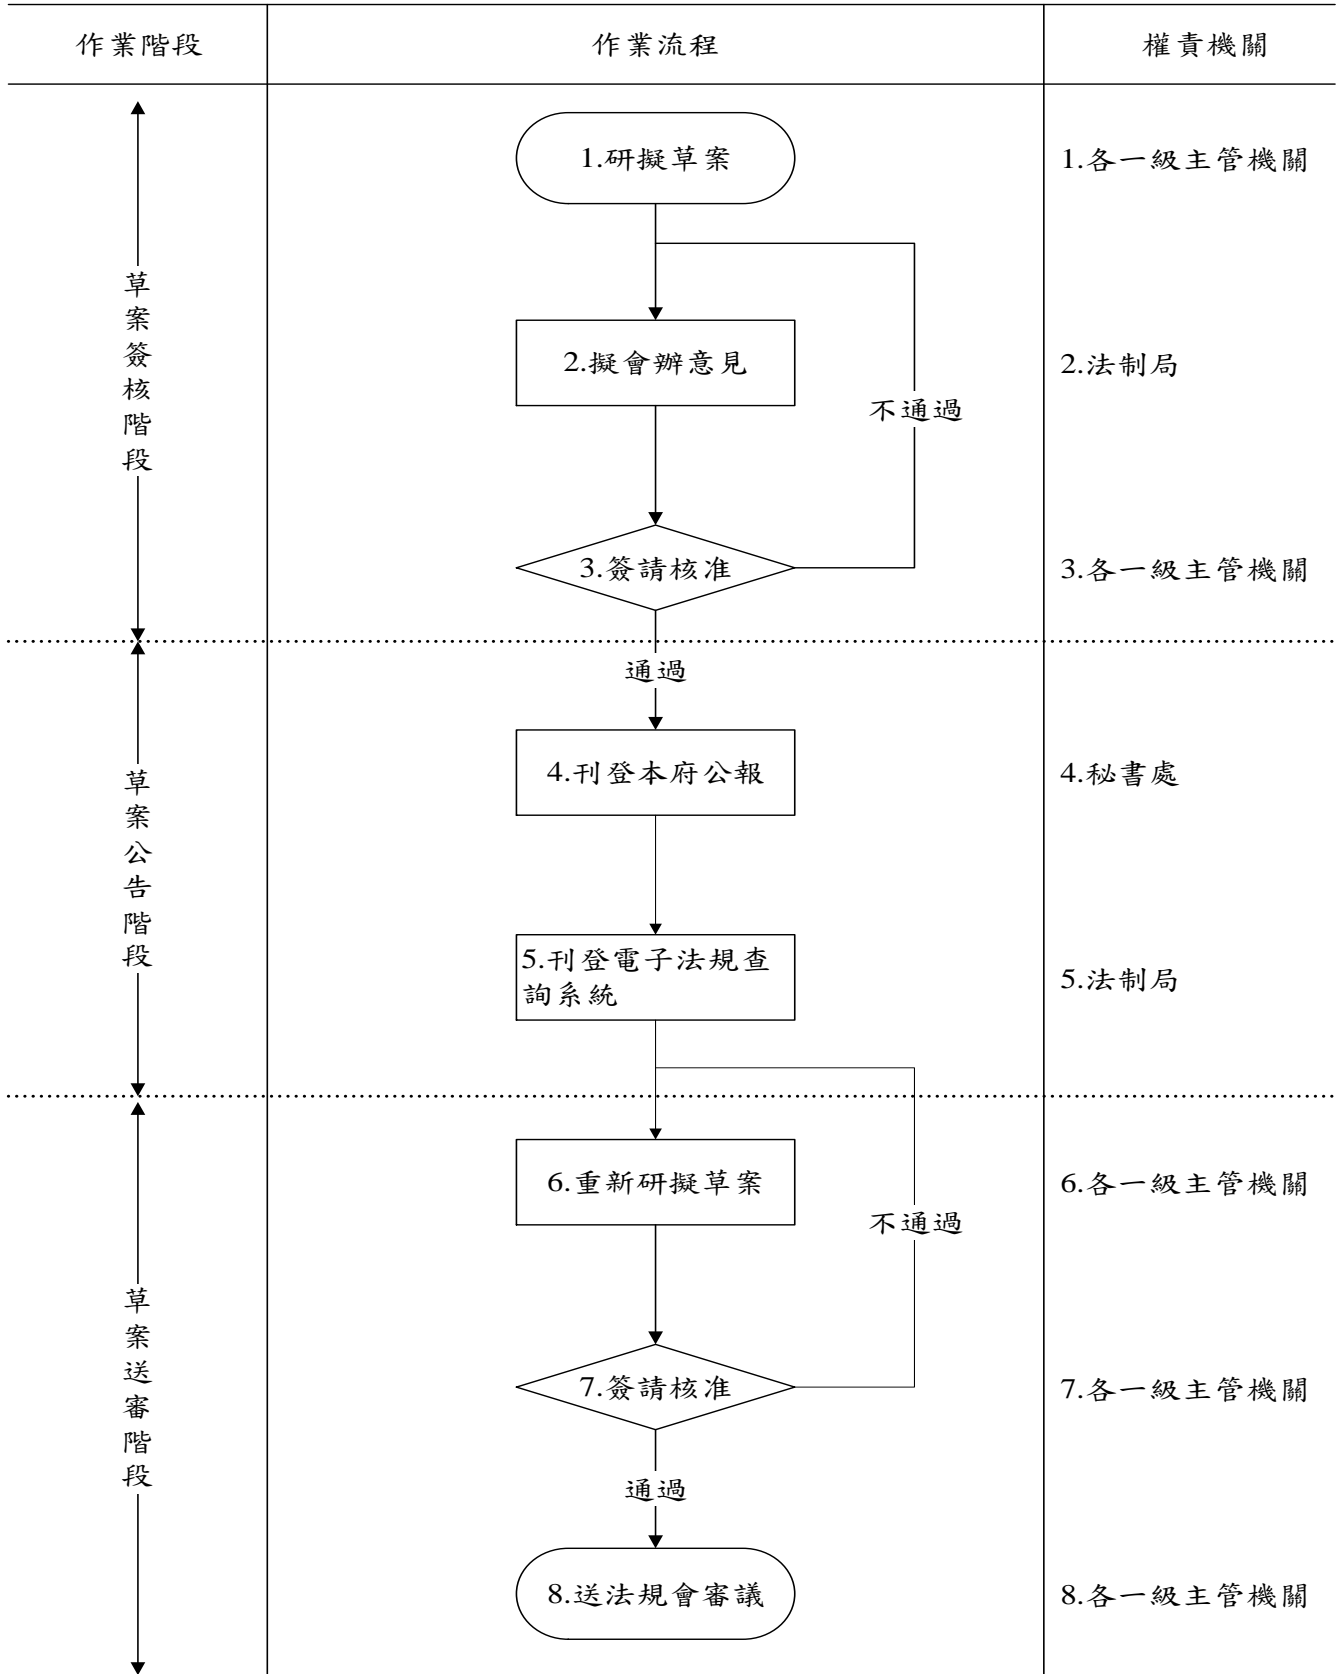 作業階段
作業流程
權責機關
草案簽核階段
1.研擬草案
1.各一級主管機關
2.擬會辦意見
2.法制局
不通過
3.簽請核准
3.各一級主管機關
通過
草案公告階段
4.刊登本府公報
4.秘書處
5.刊登電子法規查
詢系統
5.法制局
草案送審階段
6.重新研擬草案
6.各一級主管機關
不通過
7.簽請核准
7.各一級主管機關
通過
8.送法規會審議
8.各一級主管機關